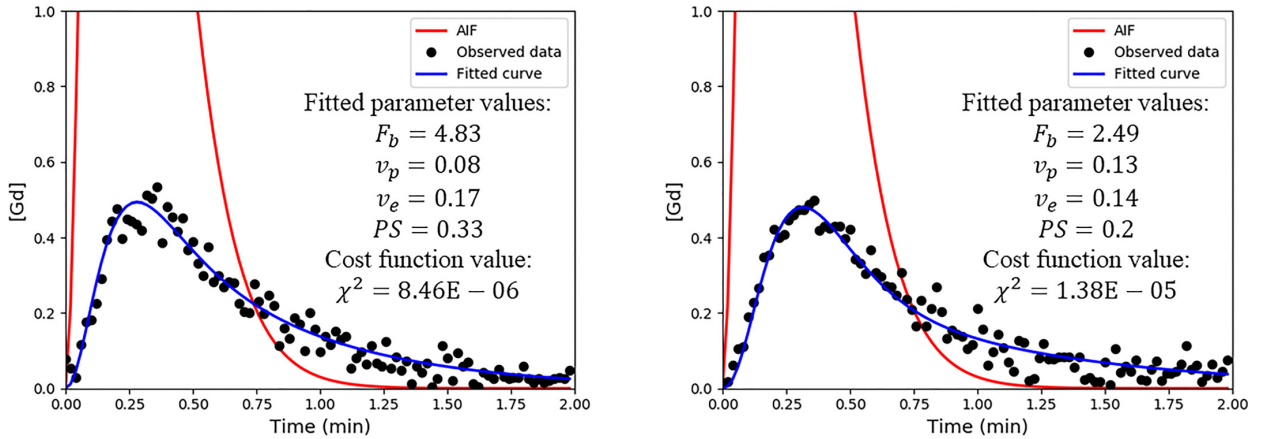 1.0
0.8
0.6
0.4
0.2
0.0
[Gd]
0.00 0.25 0.50 0.75 1.00 1.25 1.50 1.75 2.00
Time (min)
AIF
Observed data
Fitted curve
Fitted parameter values:
F_b = 4.83
v_p = 0.08
v_e = 0.17
PS = 0.33
Cost function value:
χ² = 8.46E − 06
1.0
0.8
0.6
0.4
0.2
0.0
[Gd]
0.00 0.25 0.50 0.75 1.00 1.25 1.50 1.75 2.00
Time (min)
AIF
Observed data
Fitted curve
Fitted parameter values:
F_b = 2.49
v_p = 0.13
v_e = 0.14
PS = 0.2
Cost function value:
χ² = 1.38E − 05